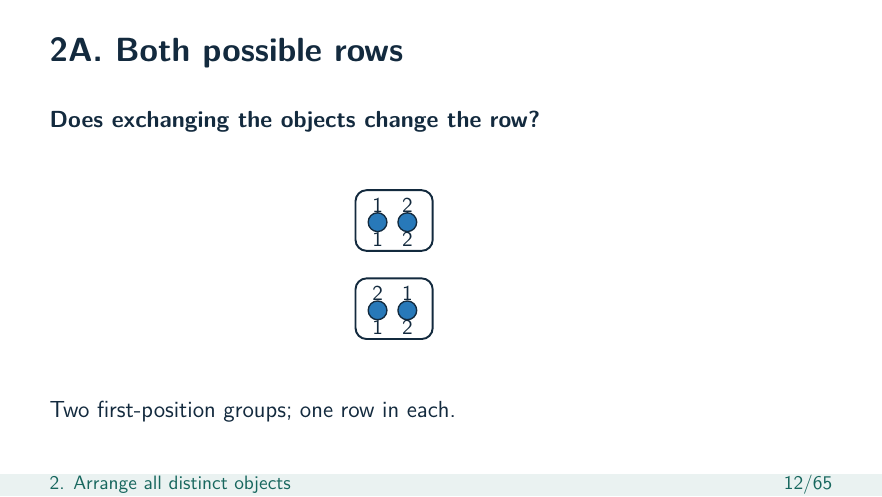 2A. Both possible rows
Does exchanging the objects change the row?
1 2
1 2
2 1
1 2
Two first-position groups; one row in each.
2. Arrange all distinct objects
12/65